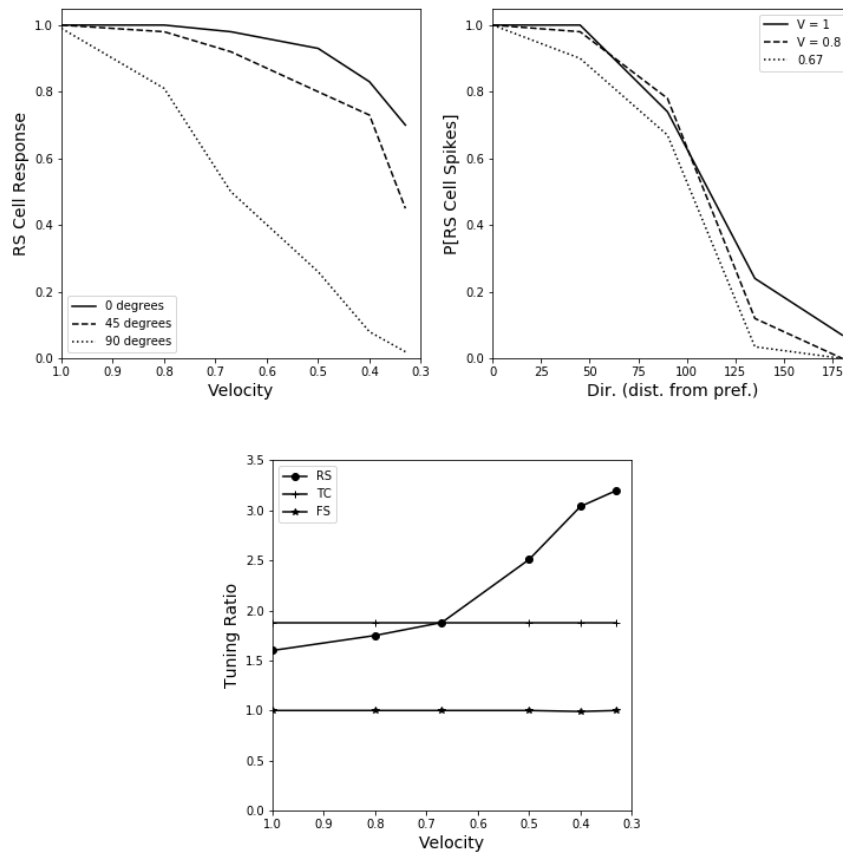 RS Cell Response
1.0
0.8
0.6
0.4
0.2
0.0
0 degrees
45 degrees
90 degrees
1.0 0.9 0.8 0.7 0.6 0.5 0.4 0.3
Velocity
P[RS Cell Spikes]
1.0
0.8
0.6
0.4
0.2
0.0
V = 1
V = 0.8
0.67
0 25 50 75 100 125 150 175
Dir. (dist. from pref.)
Tuning Ratio
3.5
3.0
2.5
2.0
1.5
1.0
0.5
0.0
RS
TC
FS
1.0 0.9 0.8 0.7 0.6 0.5 0.4 0.3
Velocity